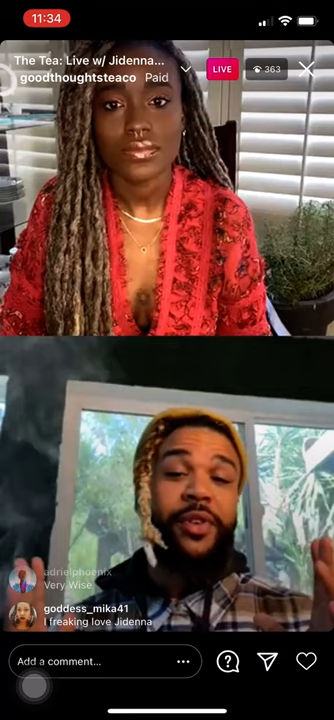 11:34
The Tea: Live w/ Jidenna...
goodthoughtsteaco Paid
LIVE
363
adrielphoenix
Very Wise
goddess_mika41
I freaking love Jidenna
Add a comment...